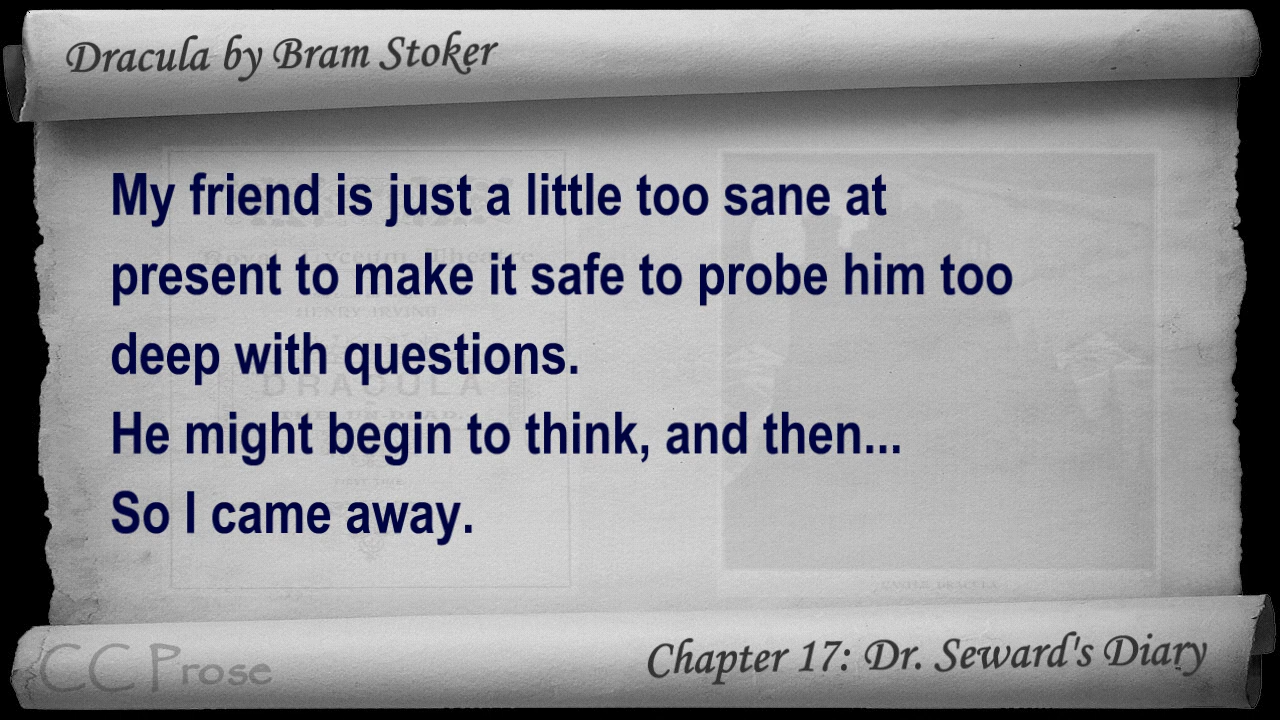 Dracula by Bram Stoker
My friend is just a little too sane at
present to make it safe to probe him too
deep with questions.
He might begin to think, and then...
So I came away.
CC Prose
Chapter 17: Dr. Seward's Diary